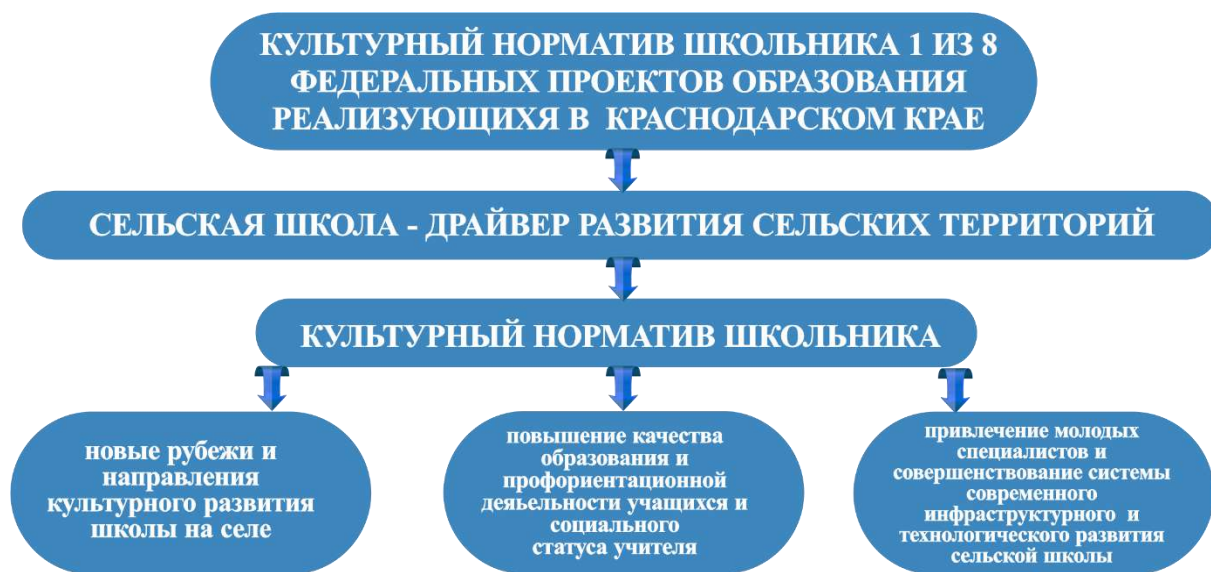 КУЛЬТУРНЫЙ НОРМАТИВ ШКОЛЬНИКА 1 ИЗ 8
ФЕДЕРАЛЬНЫХ ПРОЕКТОВ ОБРАЗОВАНИЯ
РЕАЛИЗУЮЩИХЯ В КРАСНОДАРСКОМ КРАЕ
СЕЛЬСКАЯ ШКОЛА - ДРАЙВЕР РАЗВИТИЯ СЕЛЬСКИХ ТЕРРИТОРИЙ
КУЛЬТУРНЫЙ НОРМАТИВ ШКОЛЬНИКА
новые рубежи и
направления
культурного развития
школы на селе
повышение качества
образования и
профориентационной
деяьельности учащихся и
социального
статуса учителя
привлечение молодых
специалистов и
совершенствование системы
современного
инфраструктурного и
технологического развития
сельской школы